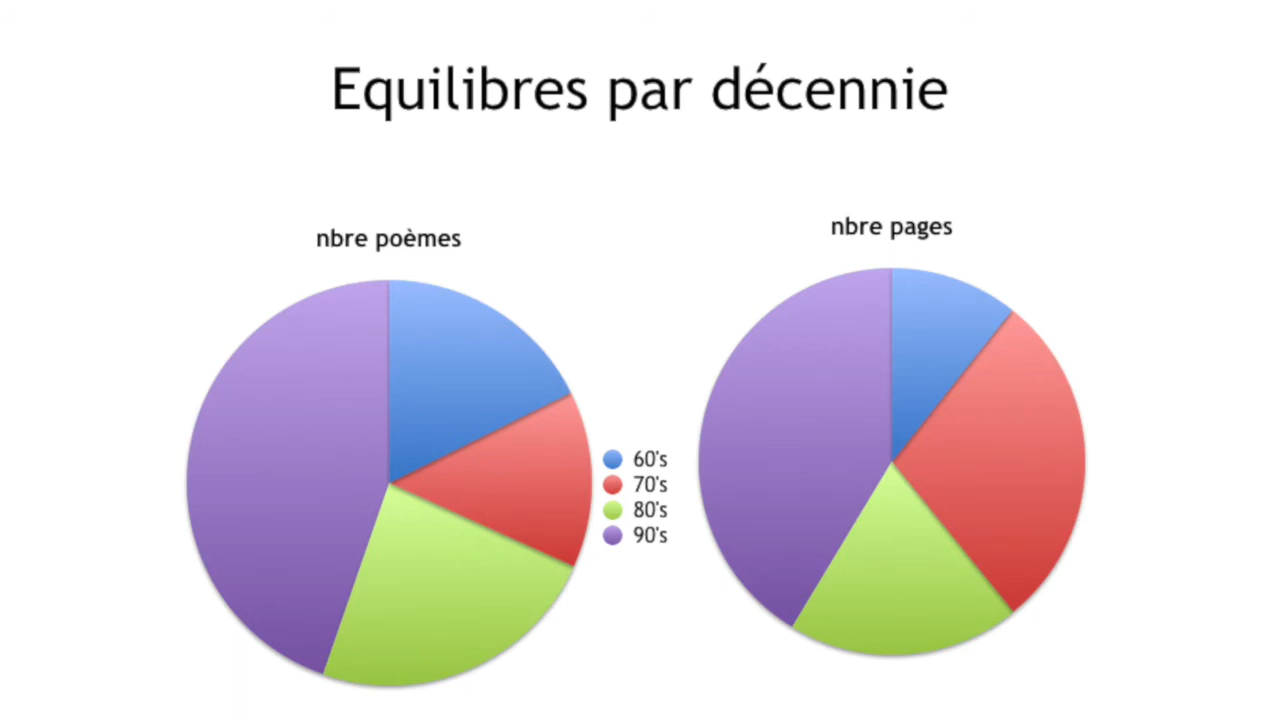 Equilibres par décennie
nbre poèmes
nbre pages
60's
70's
80's
90's